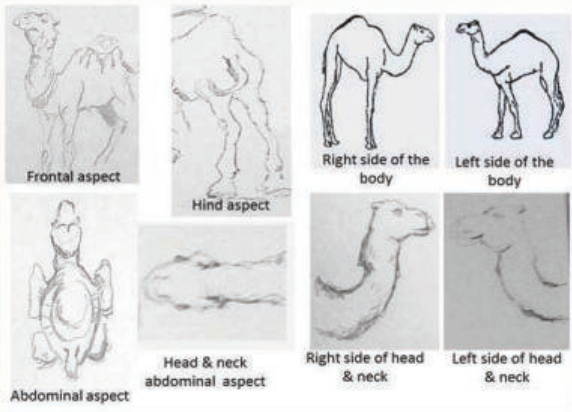 Frontal aspect
Hind aspect
Right side of the
body
Left side of the
body
Abdominal aspect
Head & neck
abdominal aspect
Right side of head
& neck
Left side of head
& neck